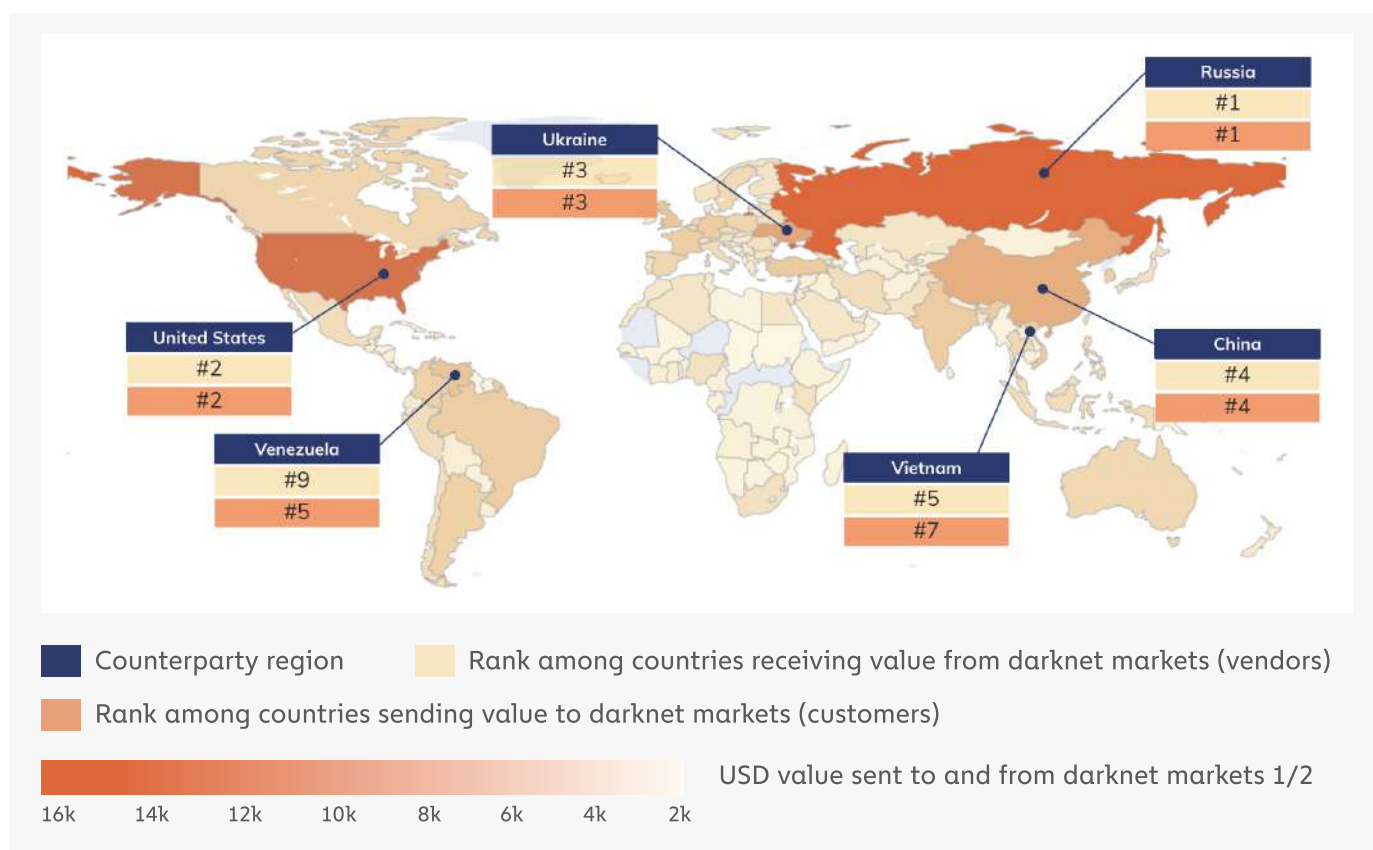 Russia
#1
#1
Ukraine
#3
#3
United States
#2
#2
China
#4
#4
Venezuela
#9
#5
Vietnam
#5
#7
Counterparty region
Rank among countries receiving value from darknet markets (vendors)
Rank among countries sending value to darknet markets (customers)
USD value sent to and from darknet markets 1/2
16k 14k 12k 10k 8k 6k 4k 2k